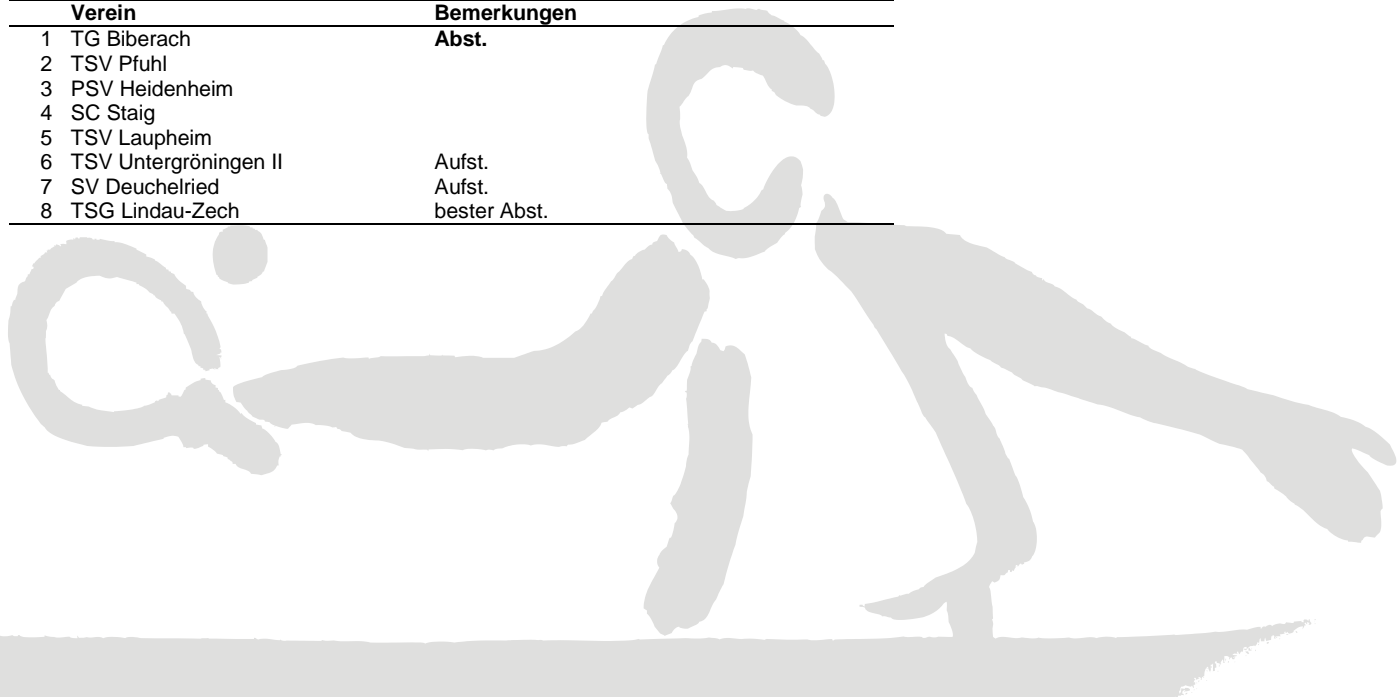 Verein Bemerkungen
1 TG Biberach Abst.
2 TSV Pfuhl
3 PSV Heidenheim
4 SC Staig
5 TSV Laupheim
6 TSV Untergröningen II Aufst.
7 SV Deuchelried Aufst.
8 TSG Lindau-Zech bester Abst.